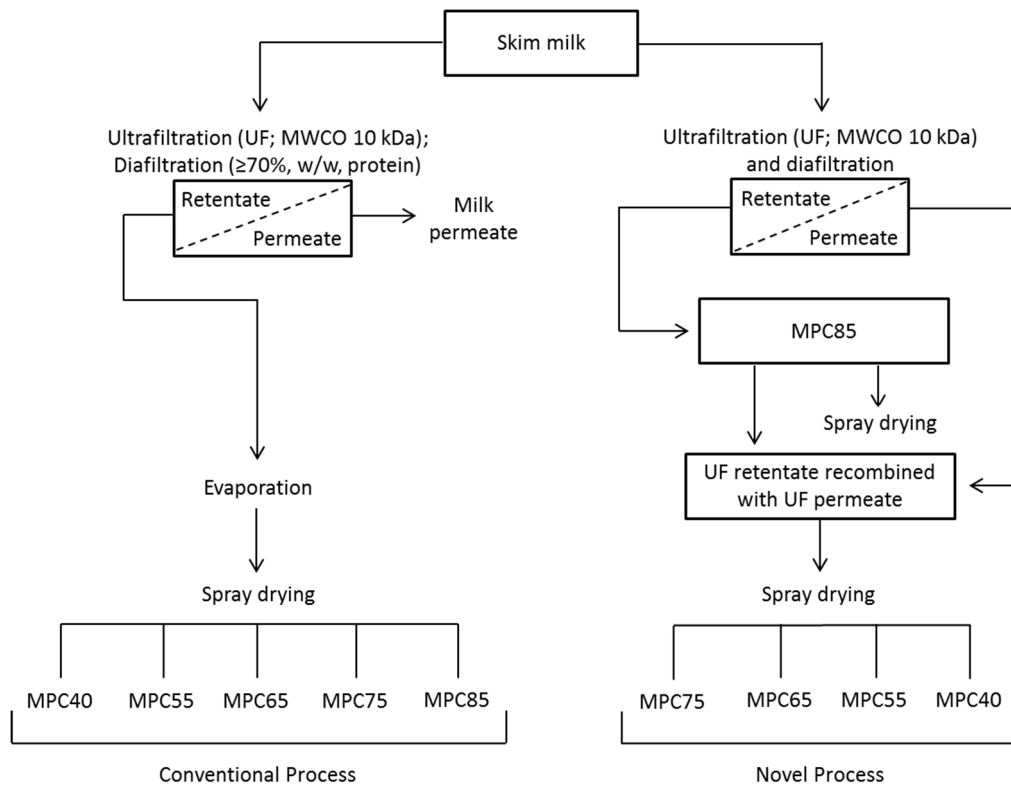 Skim milk
Ultrafiltration (UF; MWCO 10 kDa);
Diafiltration (≥70%, w/w, protein)
Retentate
Permeate
Milk
permeate
Evaporation
Spray drying
MPC40
MPC55
MPC65
MPC75
MPC85
Conventional Process
Ultrafiltration (UF; MWCO 10 kDa)
and diafiltration
Retentate
Permeate
MPC85
Spray drying
UF retentate recombined
with UF permeate
Spray drying
MPC75
MPC65
MPC55
MPC40
Novel Process